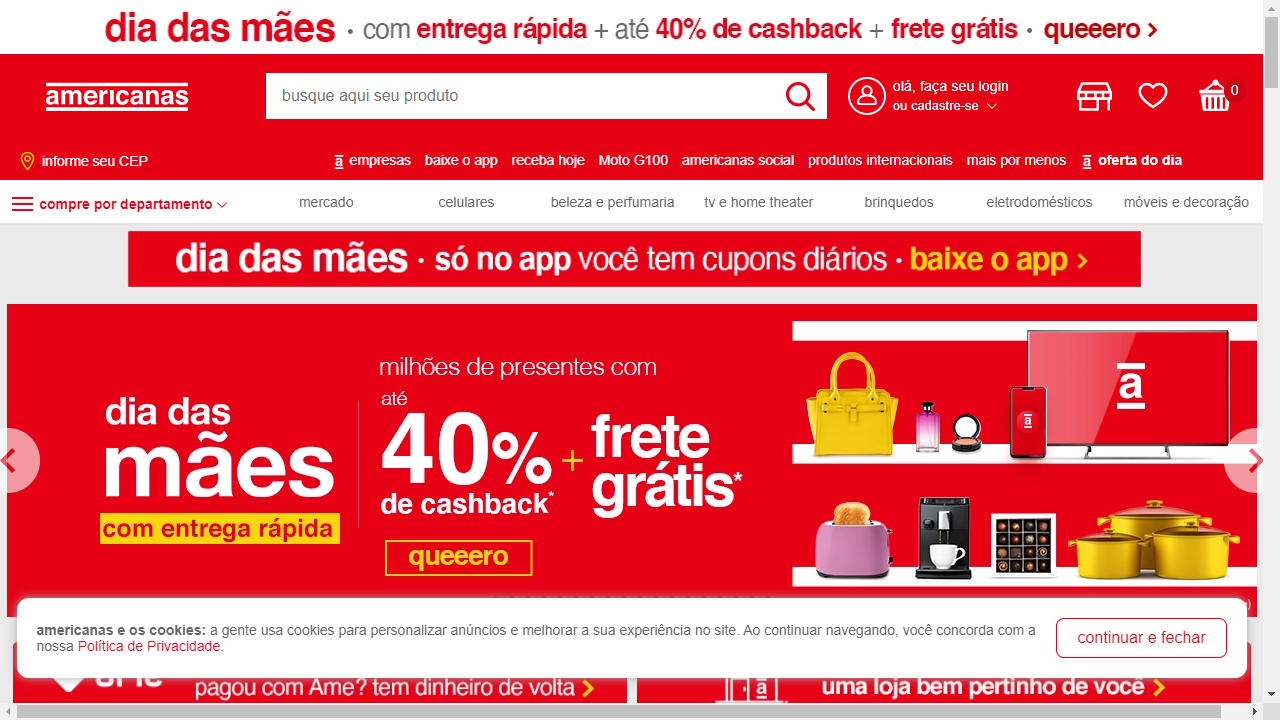 dia das mães • com entrega rápida + até 40% de cashback + frete grátis • queeero >
americanas
busque aqui seu produto
olá, faça seu login
ou cadastre-se
0
informe seu CEP
a empresas baixe o app receba hoje Moto G100 americanas social produtos internacionais mais por menos a oferta do dia
compre por departamento
mercado celulares beleza e perfumaria tv e home theater brinquedos eletrodomésticos móveis e decoração
dia das mães • só no app você tem cupons diários • baixe o app >
milhões de presentes com
até
40% + frete grátis*
de cashback*
dia das
mães
com entrega rápida
queeero
a
a
americanas e os cookies: a gente usa cookies para personalizar anúncios e melhorar a sua experiência no site. Ao continuar navegando, você concorda com a
nossa Política de Privacidade.
continuar e fechar
pagou com Ame? tem dinheiro de volta >
a
uma loja bem pertinho de você >